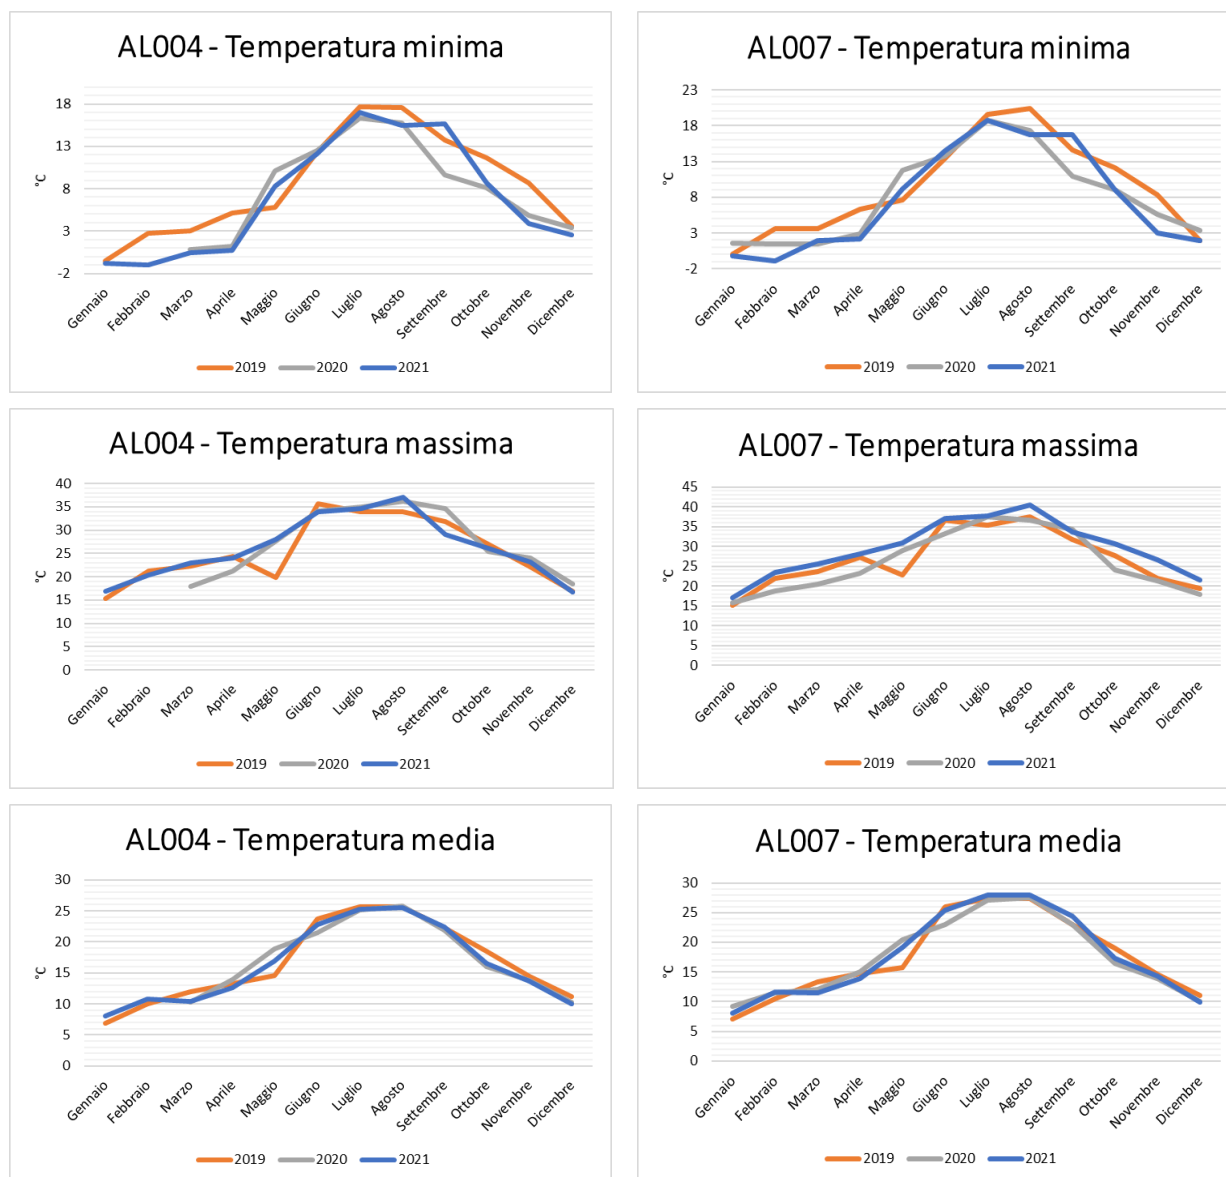 AL004 - Temperatura minima
°C
18
13
8
3
-2
Gennaio
Febbraio
Marzo
Aprile
Maggio
Giugno
Luglio
Agosto
Settembre
Ottobre
Novembre
Dicembre
2019 2020 2021
AL007 - Temperatura minima
°C
23
18
13
8
3
-2
Gennaio
Febbraio
Marzo
Aprile
Maggio
Giugno
Luglio
Agosto
Settembre
Ottobre
Novembre
Dicembre
2019 2020 2021
AL004 - Temperatura massima
°C
40
35
30
25
20
15
10
5
0
Gennaio
Febbraio
Marzo
Aprile
Maggio
Giugno
Luglio
Agosto
Settembre
Ottobre
Novembre
Dicembre
2019 2020 2021
AL007 - Temperatura massima
°C
45
40
35
30
25
20
15
10
5
0
Gennaio
Febbraio
Marzo
Aprile
Maggio
Giugno
Luglio
Agosto
Settembre
Ottobre
Novembre
Dicembre
2019 2020 2021
AL004 - Temperatura media
°C
30
25
20
15
10
5
0
Gennaio
Febbraio
Marzo
Aprile
Maggio
Giugno
Luglio
Agosto
Settembre
Ottobre
Novembre
Dicembre
2019 2020 2021
AL007 - Temperatura media
°C
30
25
20
15
10
5
0
Gennaio
Febbraio
Marzo
Aprile
Maggio
Giugno
Luglio
Agosto
Settembre
Ottobre
Novembre
Dicembre
2019 2020 2021